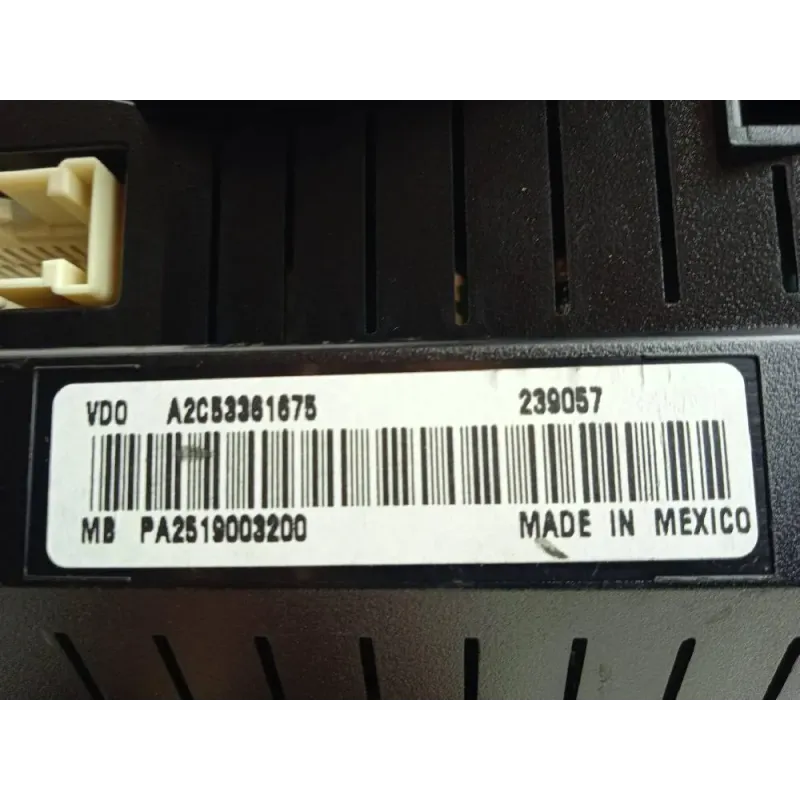 VDO A2C53361675 239057
MB PA2519003200 MADE IN MEXICO